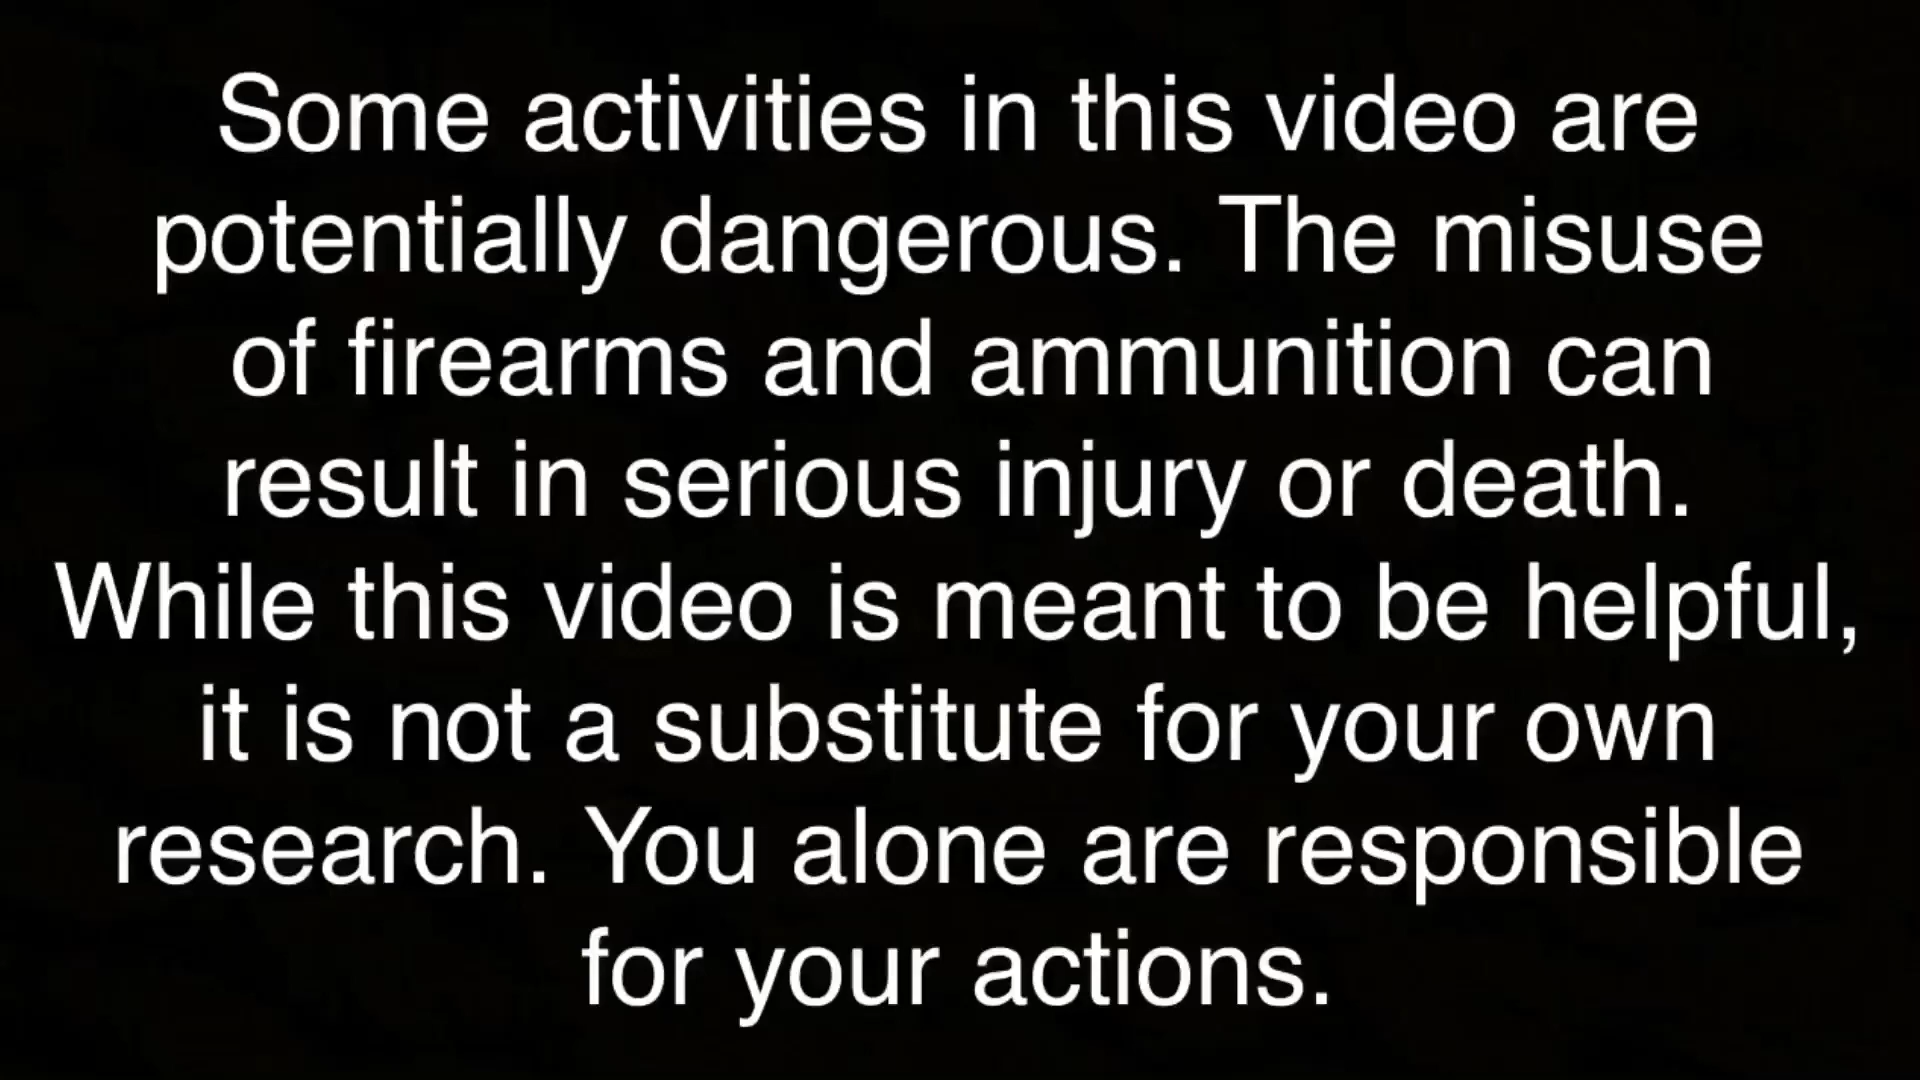 Some activities in this video are
potentially dangerous. The misuse
of firearms and ammunition can
result in serious injury or death.
While this video is meant to be helpful,
it is not a substitute for your own
research. You alone are responsible
for your actions.